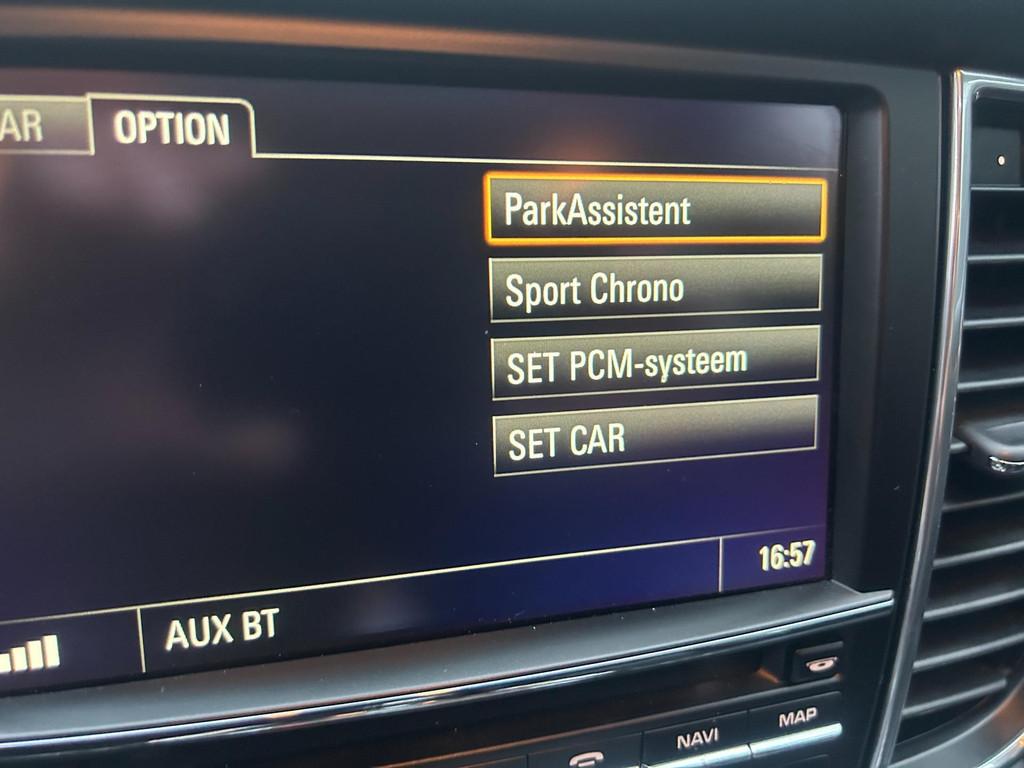 AR
OPTION
ParkAssistent
Sport Chrono
SET PCM-systeem
SET CAR
16:57
AUX BT
NAVI
MAP